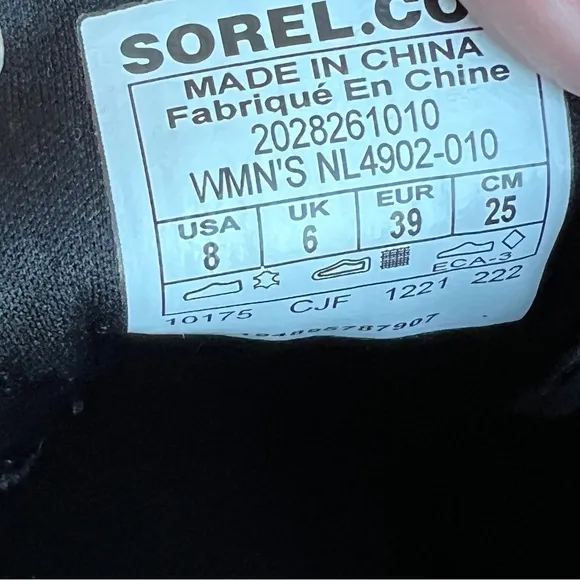 SOREL.CO
MADE IN CHINA
Fabriqué En Chine
2028261010
WMN'S NL4902-010
USA UK EUR CM
8 6 39 25
ECA-3
10175 CJF 1221 222